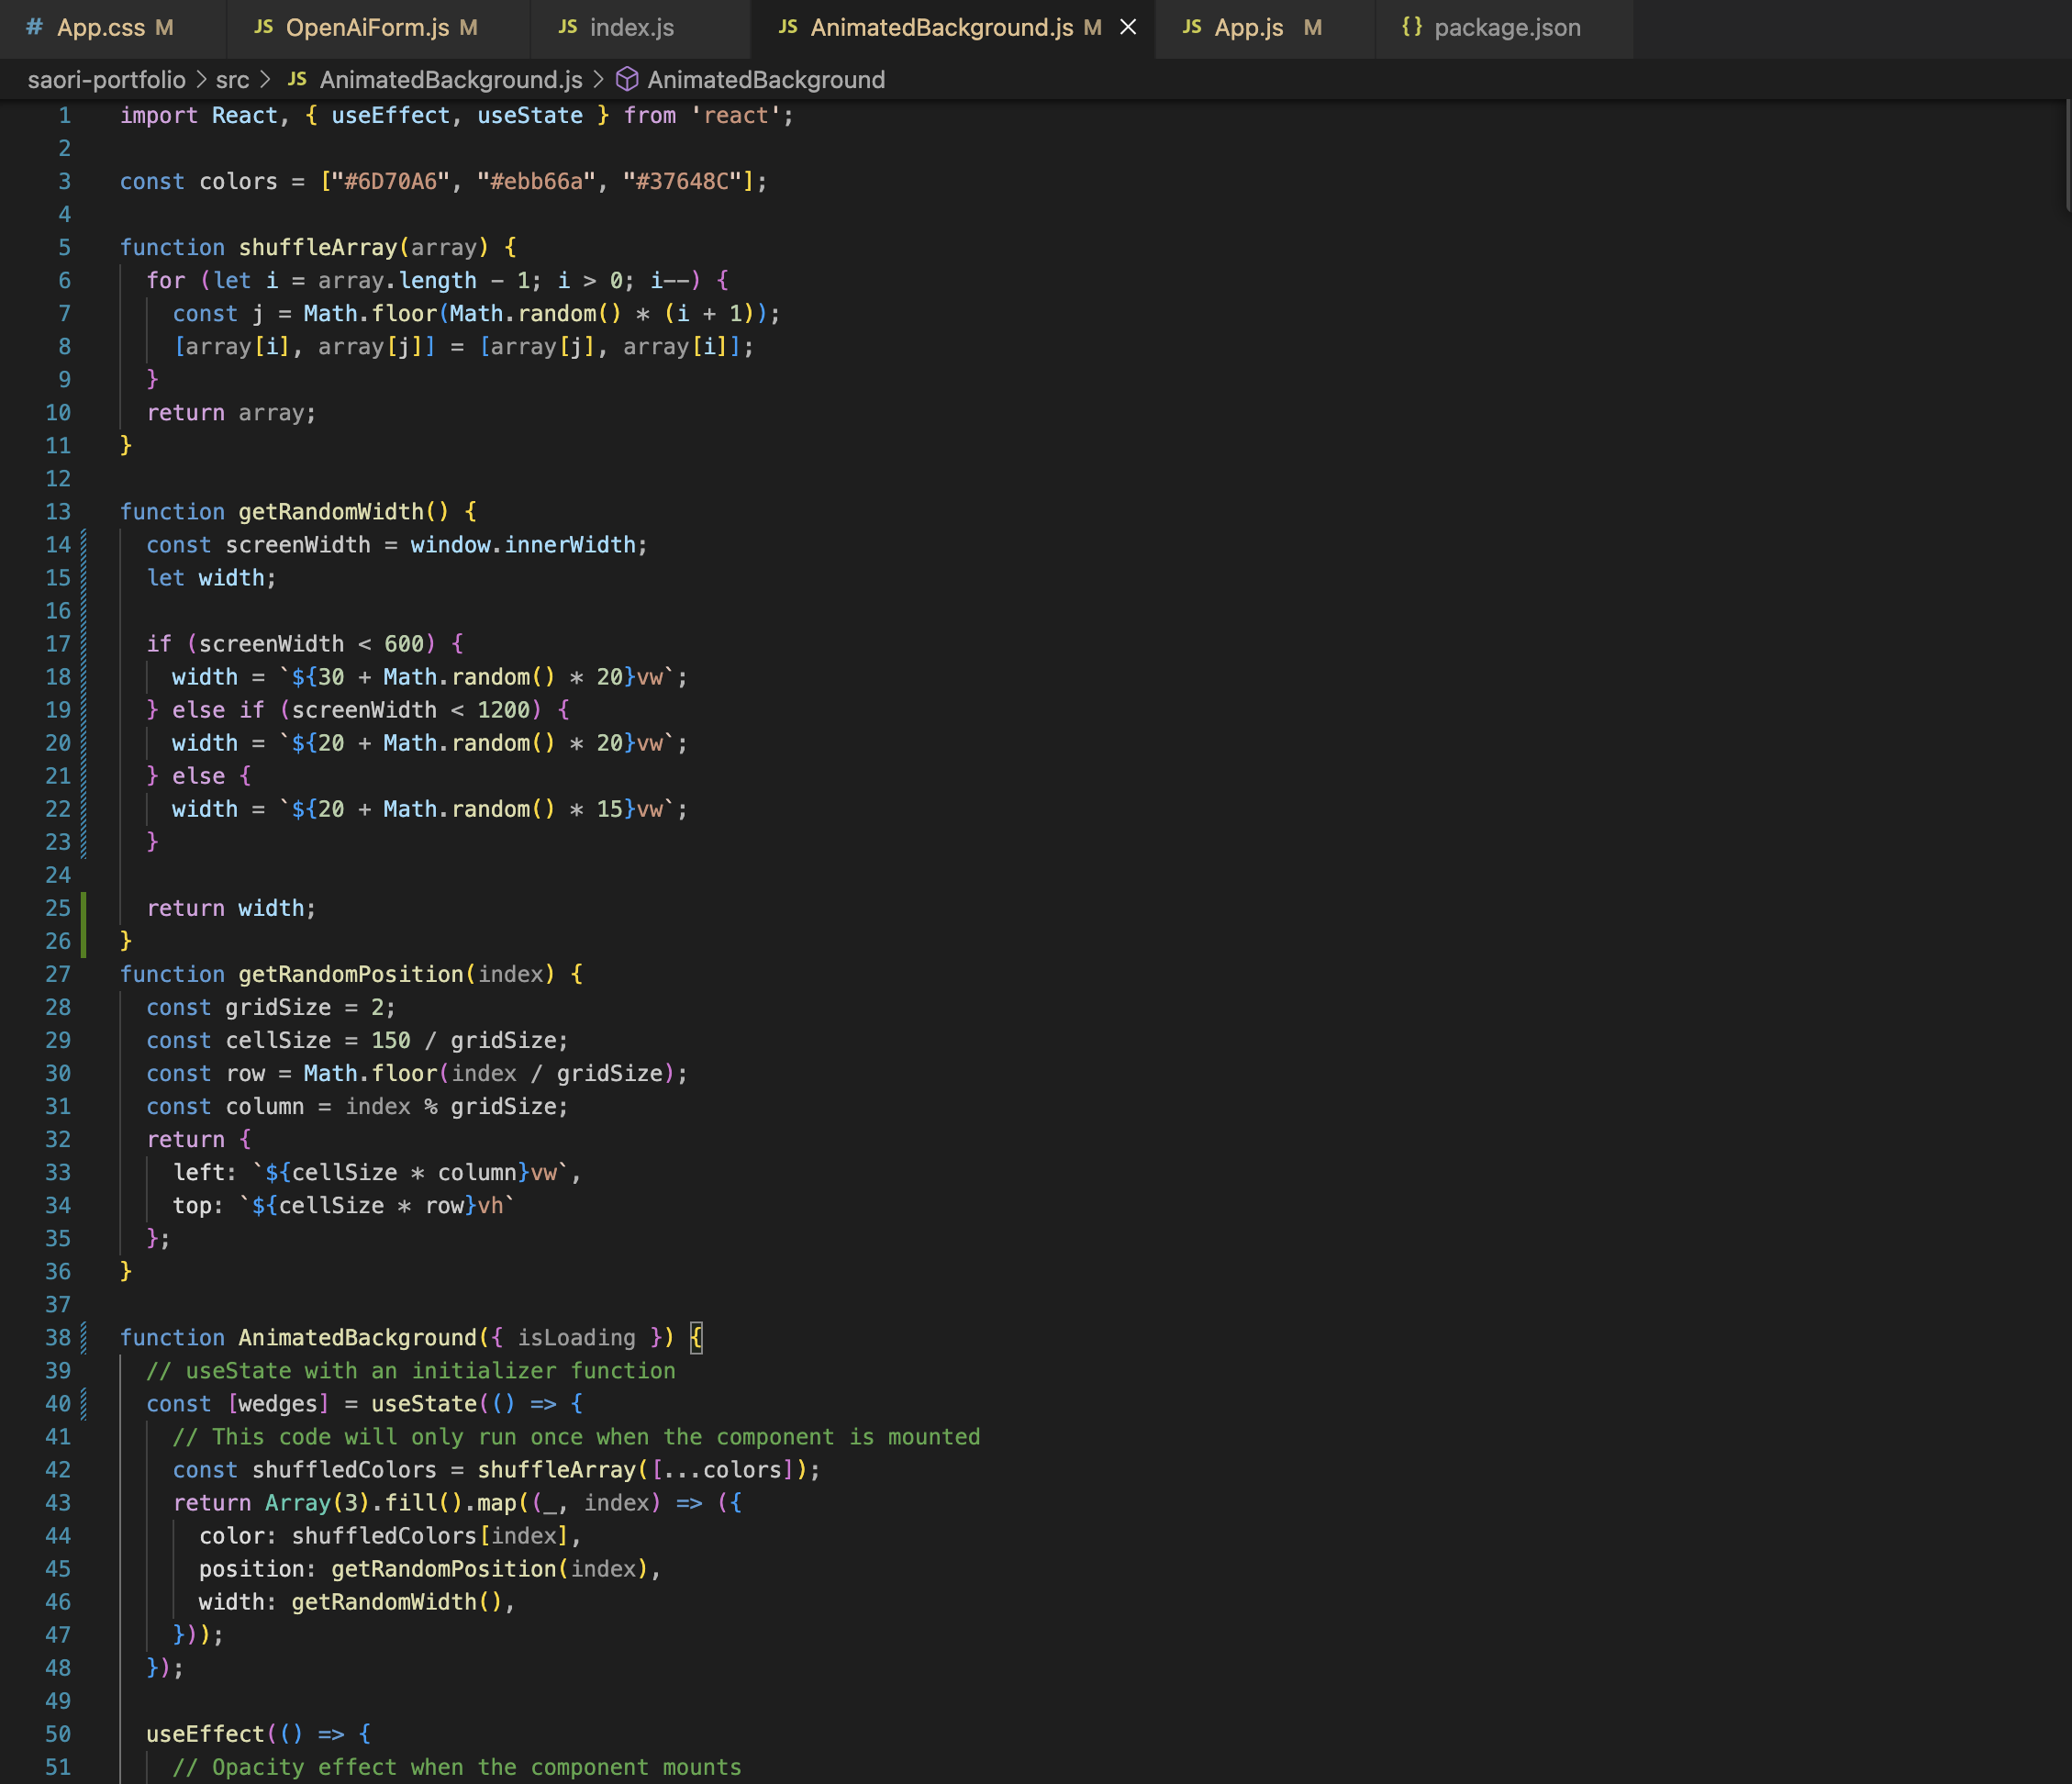 # App.css M JS OpenAiForm.js M JS index.js JS AnimatedBackground.js M × JS App.js M {} package.json
saori-portfolio > src > JS AnimatedBackground.js > AnimatedBackground
1 import React, { useEffect, useState } from 'react';
2
3 const colors = ["#6D70A6", "#ebb66a", "#37648C"];
4
5 function shuffleArray(array) {
6   for (let i = array.length - 1; i > 0; i--) {
7     const j = Math.floor(Math.random() * (i + 1));
8     [array[i], array[j]] = [array[j], array[i]];
9   }
10   return array;
11 }
12
13 function getRandomWidth() {
14   const screenWidth = window.innerWidth;
15   let width;
16
17   if (screenWidth < 600) {
18     width = `${30 + Math.random() * 20}vw`;
19   } else if (screenWidth < 1200) {
20     width = `${20 + Math.random() * 20}vw`;
21   } else {
22     width = `${20 + Math.random() * 15}vw`;
23   }
24
25   return width;
26 }
27 function getRandomPosition(index) {
28   const gridSize = 2;
29   const cellSize = 150 / gridSize;
30   const row = Math.floor(index / gridSize);
31   const column = index % gridSize;
32   return {
33     left: `${cellSize * column}vw`,
34     top: `${cellSize * row}vh`
35   };
36 }
37
38 function AnimatedBackground({ isLoading }) {
39   // useState with an initializer function
40   const [wedges] = useState(() => {
41     // This code will only run once when the component is mounted
42     const shuffledColors = shuffleArray([...colors]);
43     return Array(3).fill().map((_, index) => ({
44       color: shuffledColors[index],
45       position: getRandomPosition(index),
46       width: getRandomWidth(),
47     }));
48   });
49
50   useEffect(() => {
51     // Opacity effect when the component mounts